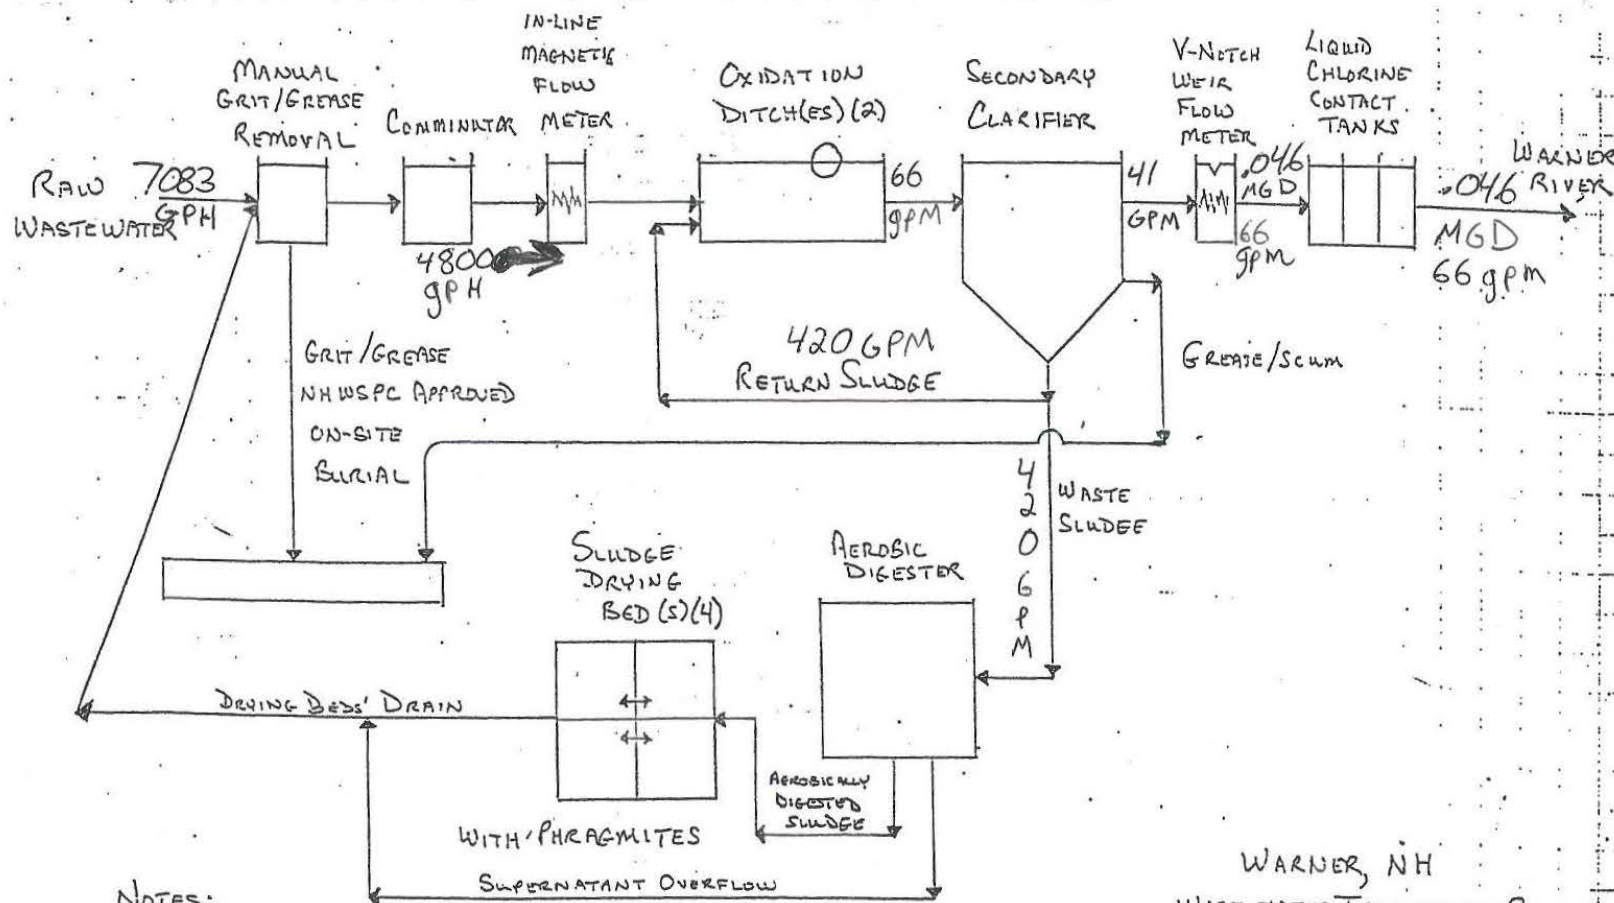 IN-LINE
MAGNETIC
FLOW
METER
MANUAL
GRIT/GREASE
REMOVAL
COMMINUTOR
OXIDATION
DITCH(ES)(2)
SECONDARY
CLARIFIER
V-NOTCH
WEIR
FLOW
METER
LIQUID
CHLORINE
CONTACT
TANKS
RAW
WASTEWATER
7083
GPH
4800
gPH
66
gPM
41
GPM
.046
MGD
66
gpm
WARNER
RIVER
.046
MGD
66 gpm
GRIT/GREASE
NHWSPC APPROVED
ON-SITE
BURIAL
420 GPM
RETURN SLUDGE
GREASE/SCUM
420 GPM
WASTE
SLUDEE
SLUDGE
DRYING
BED(S)(4)
AEROBIC
DIGESTER
DRYING BEDS' DRAIN
AEROBICALLY
DIGESTED
SLUDGE
WITH PHRAGMITES
SUPERNATANT OVERFLOW
NOTES:
WARNER, NH